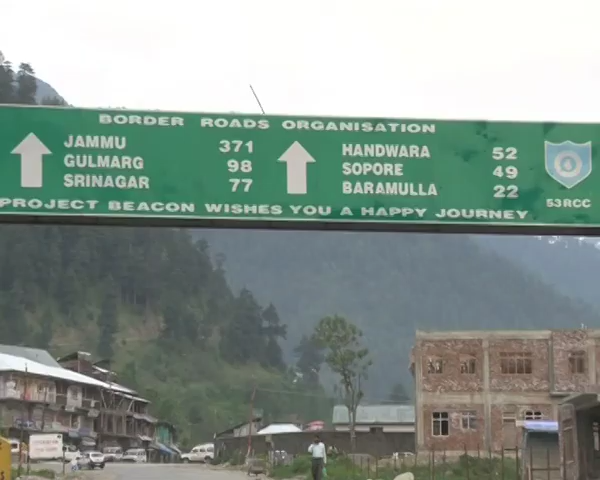 BORDER ROADS ORGANISATION
JAMMU 371
GULMARG 98
SRINAGAR 77
HANDWARA 52
SOPORE 49
BARAMULLA 22
53RCC
PROJECT BEACON WISHES YOU A HAPPY JOURNEY